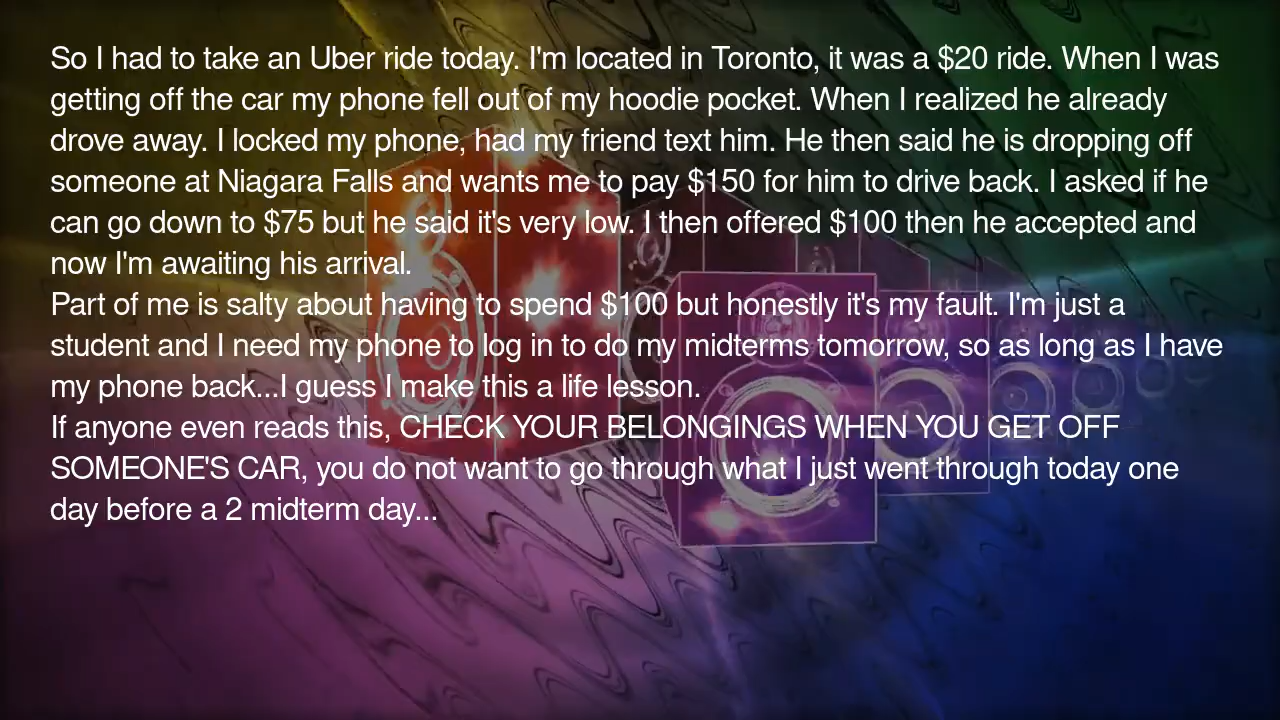 So I had to take an Uber ride today. I'm located in Toronto, it was a $20 ride. When I was
getting off the car my phone fell out of my hoodie pocket. When I realized he already
drove away. I locked my phone, had my friend text him. He then said he is dropping off
someone at Niagara Falls and wants me to pay $150 for him to drive back. I asked if he
can go down to $75 but he said it's very low. I then offered $100 then he accepted and
now I'm awaiting his arrival.
Part of me is salty about having to spend $100 but honestly it's my fault. I'm just a
student and I need my phone to log in to do my midterms tomorrow, so as long as I have
my phone back...I guess I make this a life lesson.
If anyone even reads this, CHECK YOUR BELONGINGS WHEN YOU GET OFF
SOMEONE'S CAR, you do not want to go through what I just went through today one
day before a 2 midterm day...